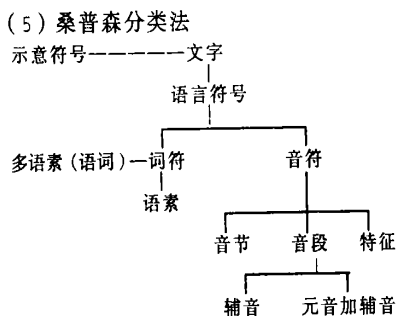 (5)桑普森分类法
示意符号——————文字
语言符号
多语素(语词)—词符 音符
语素
音节 音段 特征
辅音 元音加辅音